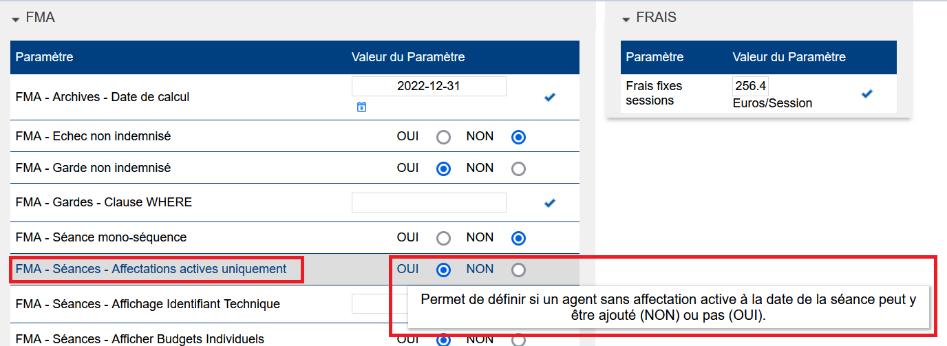 FMA
Paramètre Valeur du Paramètre
FMA - Archives - Date de calcul 2022-12-31
FMA - Echec non indemnisé OUI NON
FMA - Garde non indemnisé OUI NON
FMA - Gardes - Clause WHERE
FMA - Séance mono-séquence OUI NON
FMA - Séances - Affectations actives uniquement OUI NON
FMA - Séances - Affichage Identifiant Technique
Permet de définir si un agent sans affectation active à la date de la séance peut y
être ajouté (NON) ou pas (OUI).
FMA - Séances - Afficher Budgets Individuels OUI NON
FRAIS
Paramètre Valeur du Paramètre
Frais fixes 256.4
sessions Euros/Session